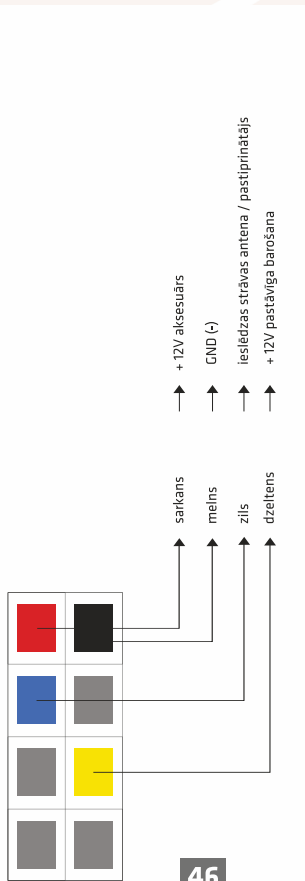 sarkans → + 12V aksesuārs
melns → GND (-)
zils → ieslēdzas strāvas antena / pastiprinātājs
dzeltens → + 12V pastāvīga barošana
46